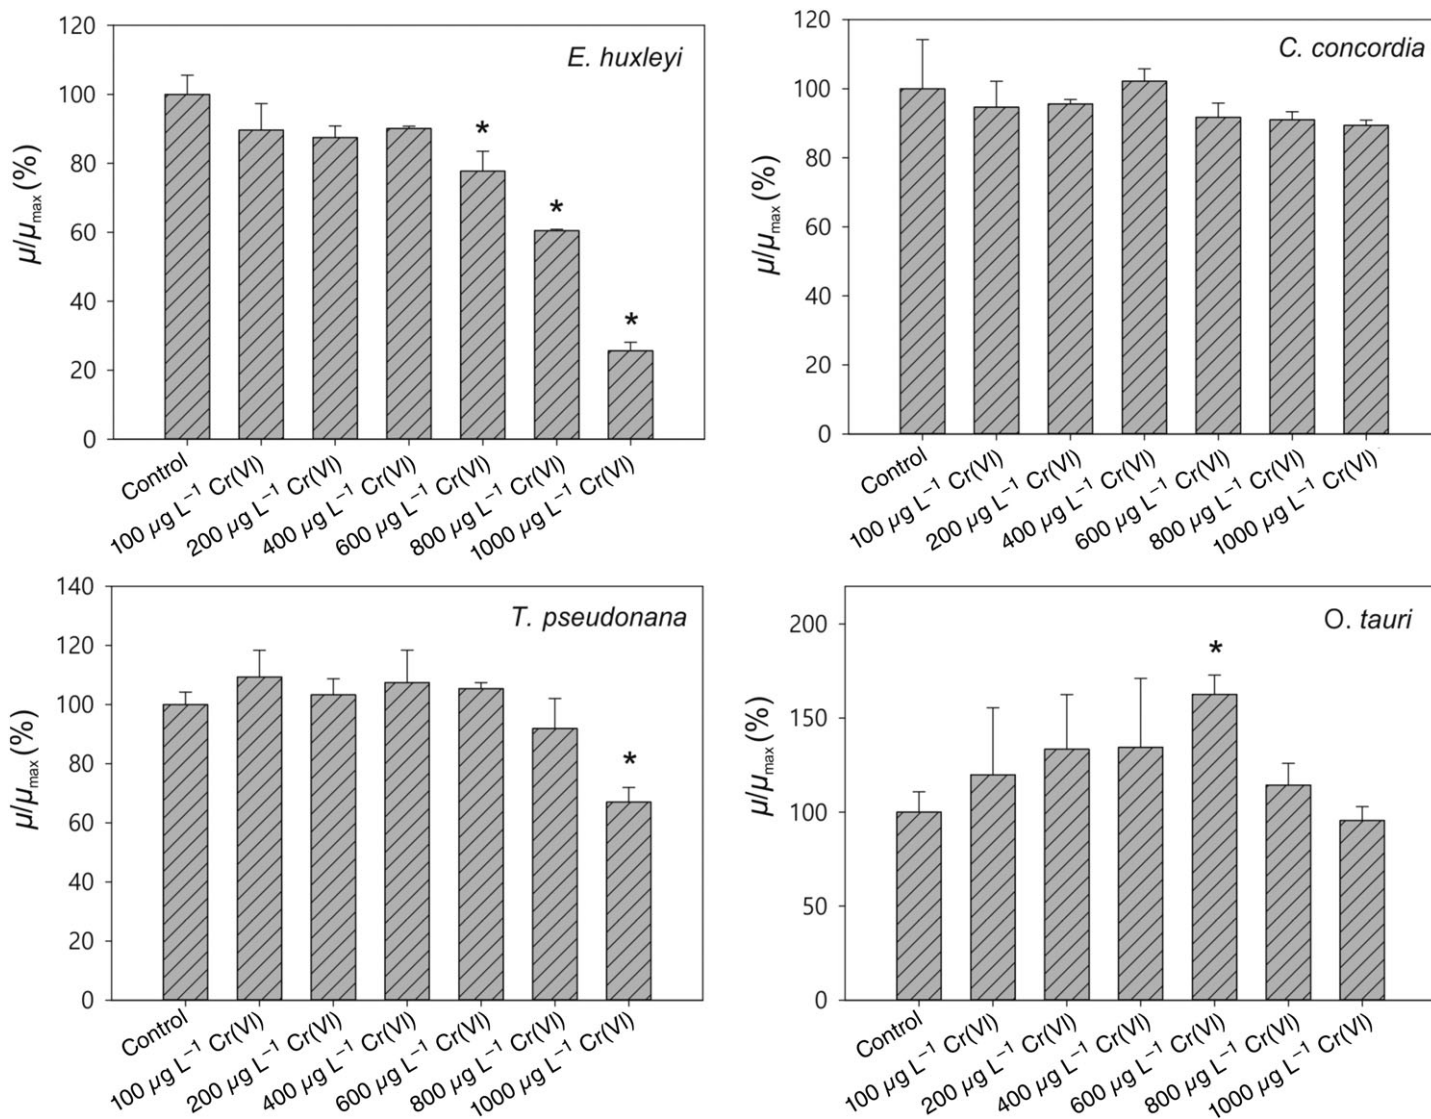 E. huxleyi
μ/μmax (%)
120
100
80
60
40
20
0
*
*
*
Control
100 μg L⁻¹ Cr(VI)
200 μg L⁻¹ Cr(VI)
400 μg L⁻¹ Cr(VI)
600 μg L⁻¹ Cr(VI)
800 μg L⁻¹ Cr(VI)
1000 μg L⁻¹ Cr(VI)
C. concordia
μ/μmax (%)
120
100
80
60
40
20
0
Control
100 μg L⁻¹ Cr(VI)
200 μg L⁻¹ Cr(VI)
400 μg L⁻¹ Cr(VI)
600 μg L⁻¹ Cr(VI)
800 μg L⁻¹ Cr(VI)
1000 μg L⁻¹ Cr(VI)
T. pseudonana
μ/μmax (%)
140
120
100
80
60
40
20
0
*
Control
100 μg L⁻¹ Cr(VI)
200 μg L⁻¹ Cr(VI)
400 μg L⁻¹ Cr(VI)
600 μg L⁻¹ Cr(VI)
800 μg L⁻¹ Cr(VI)
1000 μg L⁻¹ Cr(VI)
O. tauri
μ/μmax (%)
200
150
100
50
0
*
Control
100 μg L⁻¹ Cr(VI)
200 μg L⁻¹ Cr(VI)
400 μg L⁻¹ Cr(VI)
600 μg L⁻¹ Cr(VI)
800 μg L⁻¹ Cr(VI)
1000 μg L⁻¹ Cr(VI)